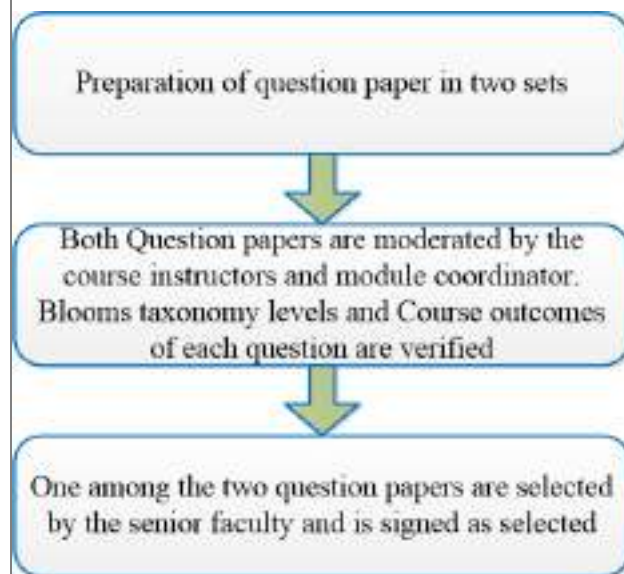 Preparation of question paper in two sets
Both Question papers are moderated by the
course instructors and module coordinator.
Blooms taxonomy levels and Course outcomes
of each question are verified
One among the two question papers are selected
by the senior faculty and is signed as selected